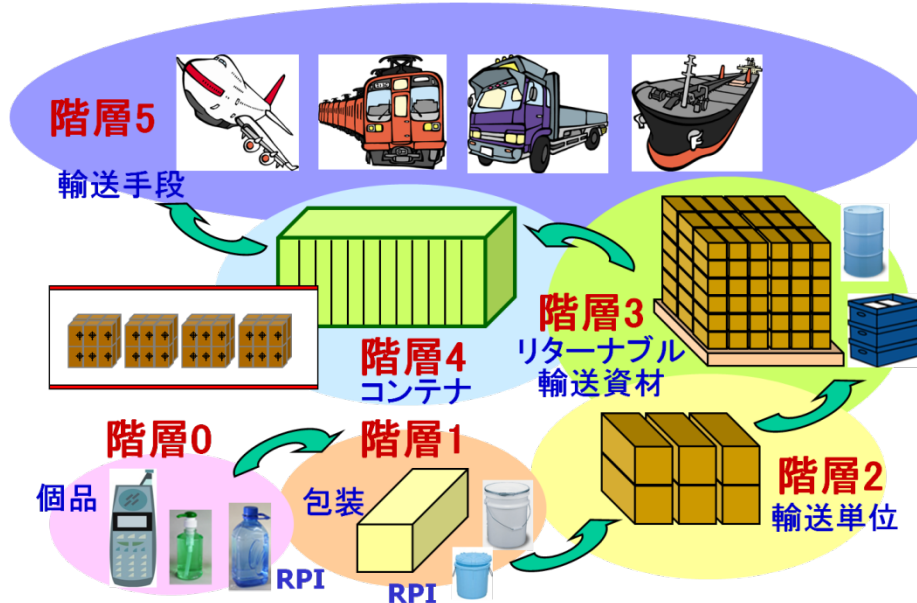 階層5
輸送手段
階層4
コンテナ
階層3
リターナブル
輸送資材
階層0
個品
RPI
階層1
包装
RPI
階層2
輸送単位